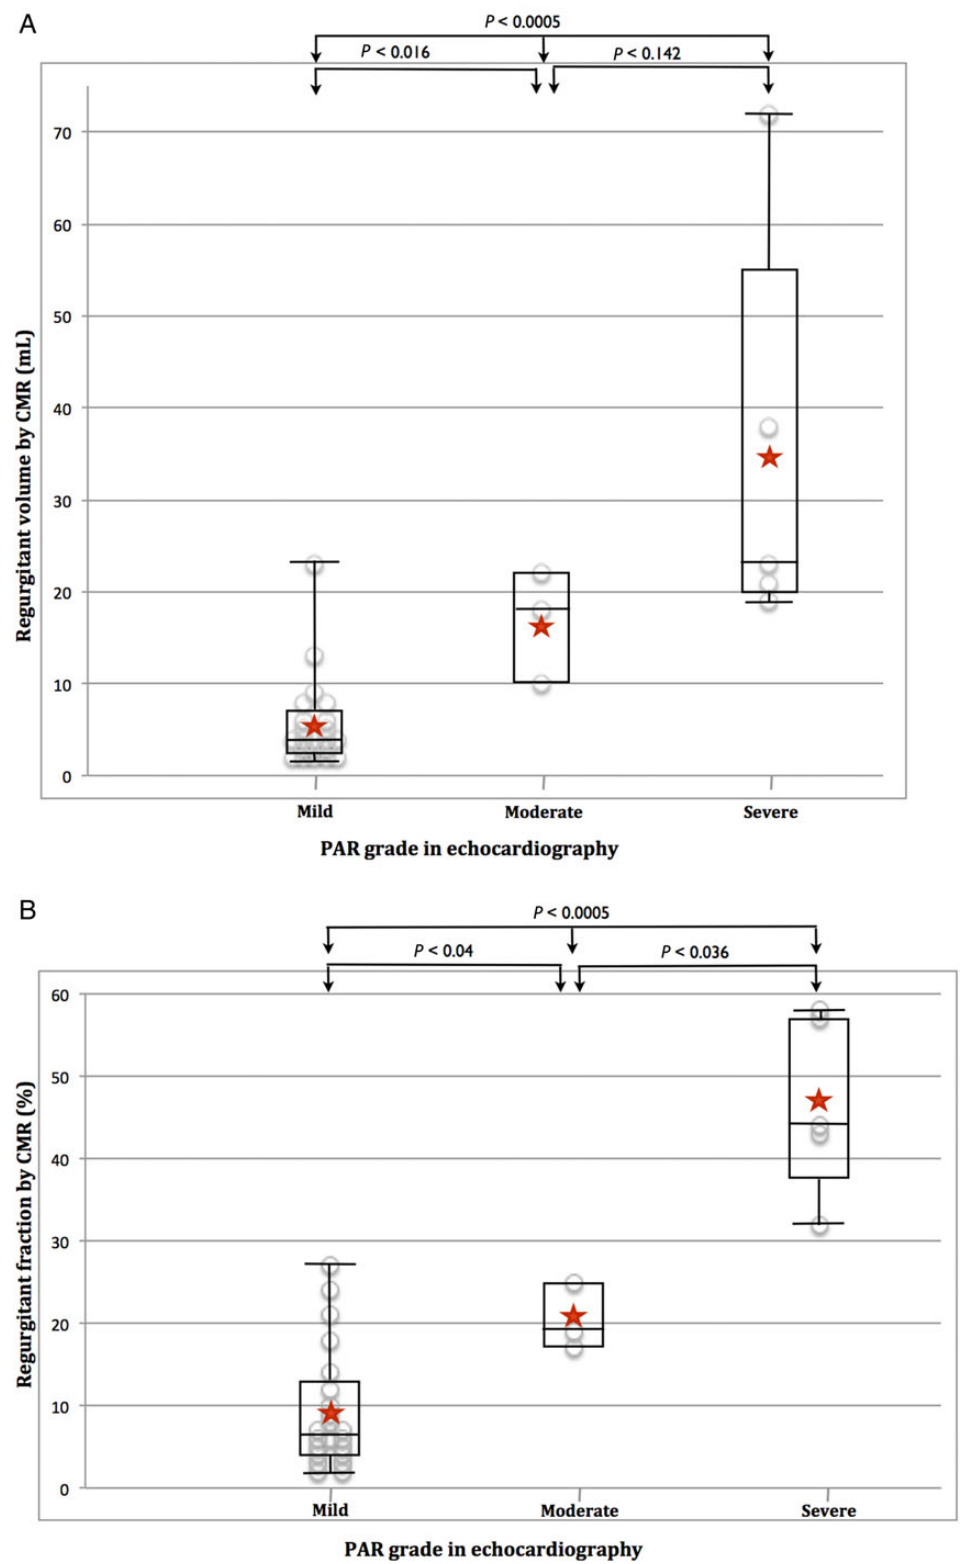 A
P < 0.0005
P < 0.016
P < 0.142
70
60
50
40
30
20
10
0
Regurgitant volume by CMR (mL)
Mild Moderate Severe
PAR grade in echocardiography
B
P < 0.0005
P < 0.04
P < 0.036
60
50
40
30
20
10
0
Regurgitant fraction by CMR (%)
Mild Moderate Severe
PAR grade in echocardiography